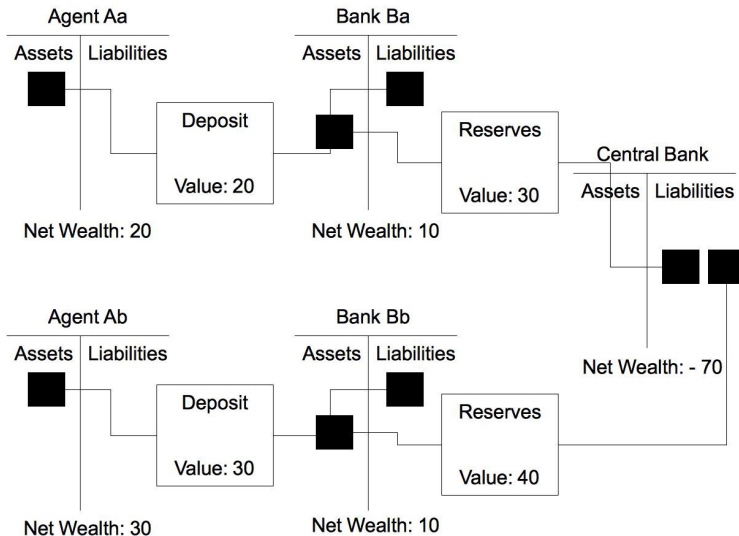 Agent Aa
Assets Liabilities
Deposit
Value: 20
Net Wealth: 20
Bank Ba
Assets Liabilities
Reserves
Value: 30
Net Wealth: 10
Central Bank
Assets Liabilities
Net Wealth: - 70
Agent Ab
Assets Liabilities
Deposit
Value: 30
Net Wealth: 30
Bank Bb
Assets Liabilities
Reserves
Value: 40
Net Wealth: 10